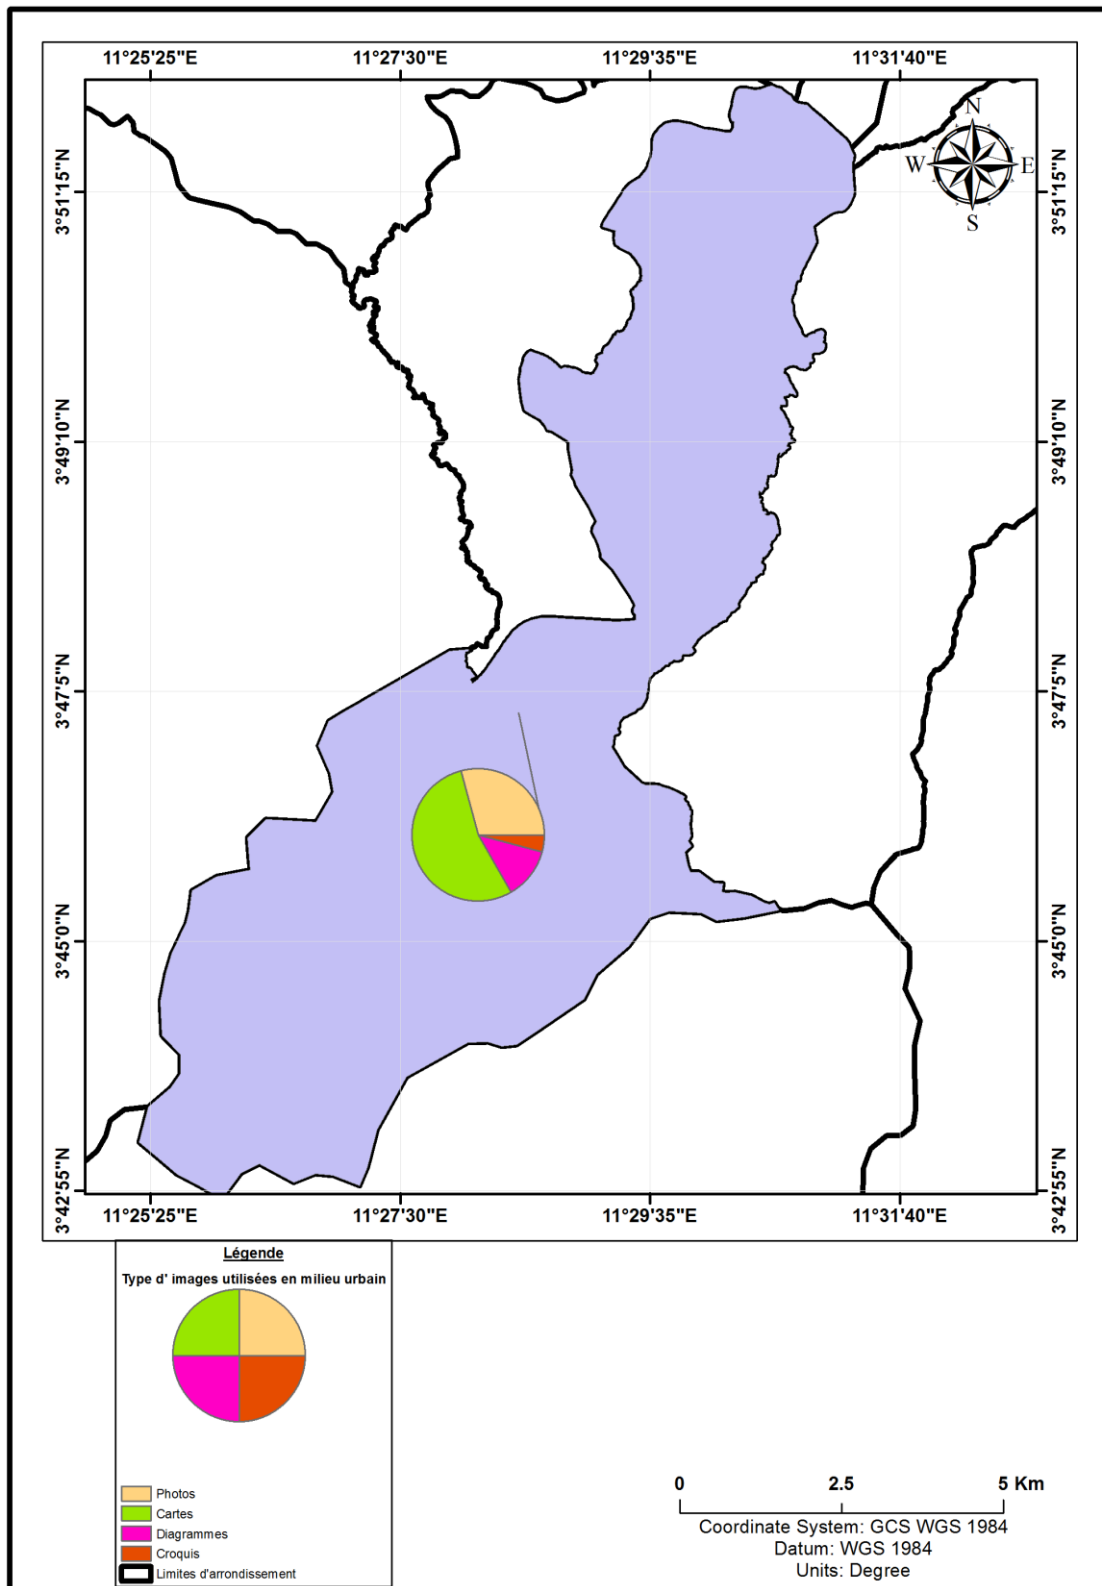 11°25'25"E 11°27'30"E 11°29'35"E 11°31'40"E
N
W E
S
3°51'15"N 3°51'15"N
3°49'10"N 3°49'10"N
3°47'5"N 3°47'5"N
3°45'0"N 3°45'0"N
3°42'55"N 3°42'55"N
11°25'25"E 11°27'30"E 11°29'35"E 11°31'40"E
Légende
Type d' images utilisées en milieu urbain
Photos
Cartes
Diagrammes
Croquis
Limites d'arrondissement
0 2.5 5 Km
Coordinate System: GCS WGS 1984
Datum: WGS 1984
Units: Degree